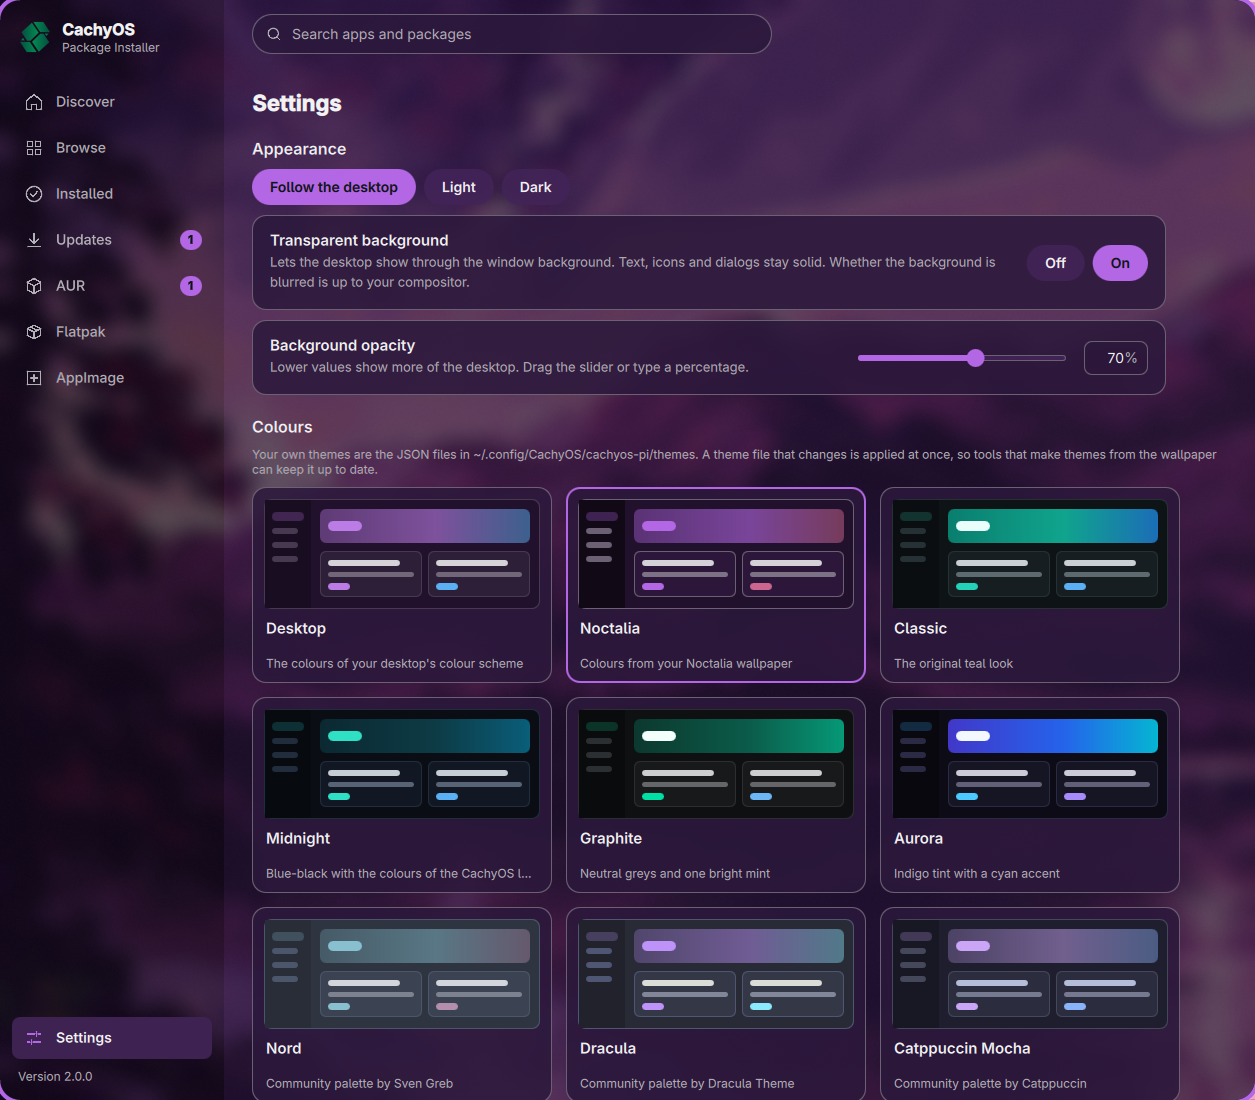 CachyOS
Package Installer
Search apps and packages
Discover
Browse
Installed
Updates
1
AUR
1
Flatpak
AppImage
Settings
Version 2.0.0
Settings
Appearance
Follow the desktop
Light
Dark
Transparent background
Lets the desktop show through the window background. Text, icons and dialogs stay solid. Whether the background is
blurred is up to your compositor.
Off
On
Background opacity
Lower values show more of the desktop. Drag the slider or type a percentage.
70%
Colours
Your own themes are the JSON files in ~/.config/CachyOS/cachyos-pi/themes. A theme file that changes is applied at once, so tools that make themes from the wallpaper
can keep it up to date.
Desktop
The colours of your desktop's colour scheme
Noctalia
Colours from your Noctalia wallpaper
Classic
The original teal look
Midnight
Blue-black with the colours of the CachyOS l...
Graphite
Neutral greys and one bright mint
Aurora
Indigo tint with a cyan accent
Nord
Community palette by Sven Greb
Dracula
Community palette by Dracula Theme
Catppuccin Mocha
Community palette by Catppuccin